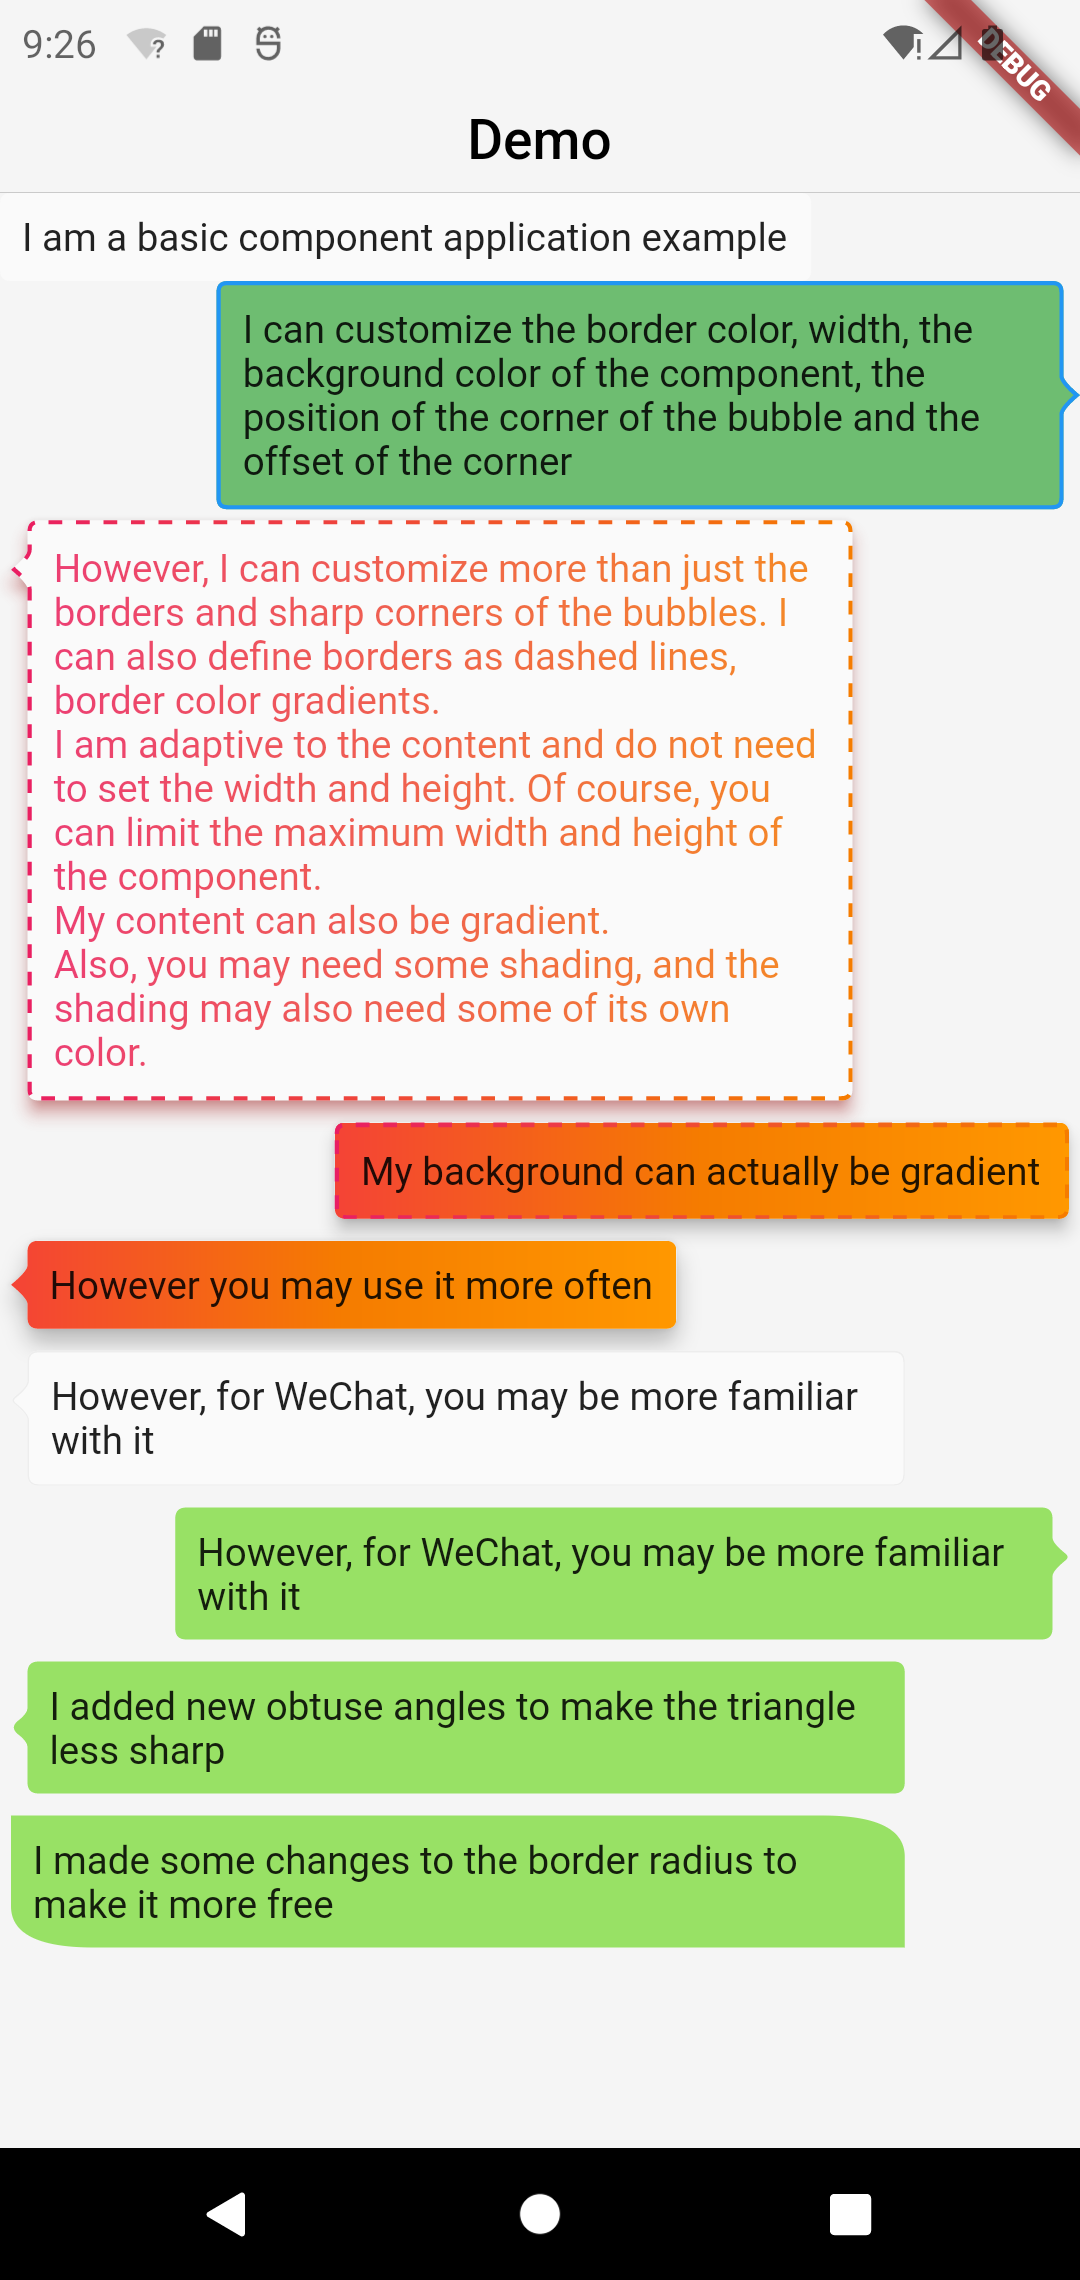 9:26
DEBUG
Demo
I am a basic component application example
I can customize the border color, width, the
background color of the component, the
position of the corner of the bubble and the
offset of the corner
However, I can customize more than just the
borders and sharp corners of the bubbles. I
can also define borders as dashed lines,
border color gradients.
I am adaptive to the content and do not need
to set the width and height. Of course, you
can limit the maximum width and height of
the component.
My content can also be gradient.
Also, you may need some shading, and the
shading may also need some of its own
color.
My background can actually be gradient
However you may use it more often
However, for WeChat, you may be more familiar
with it
However, for WeChat, you may be more familiar
with it
I added new obtuse angles to make the triangle
less sharp
I made some changes to the border radius to
make it more free